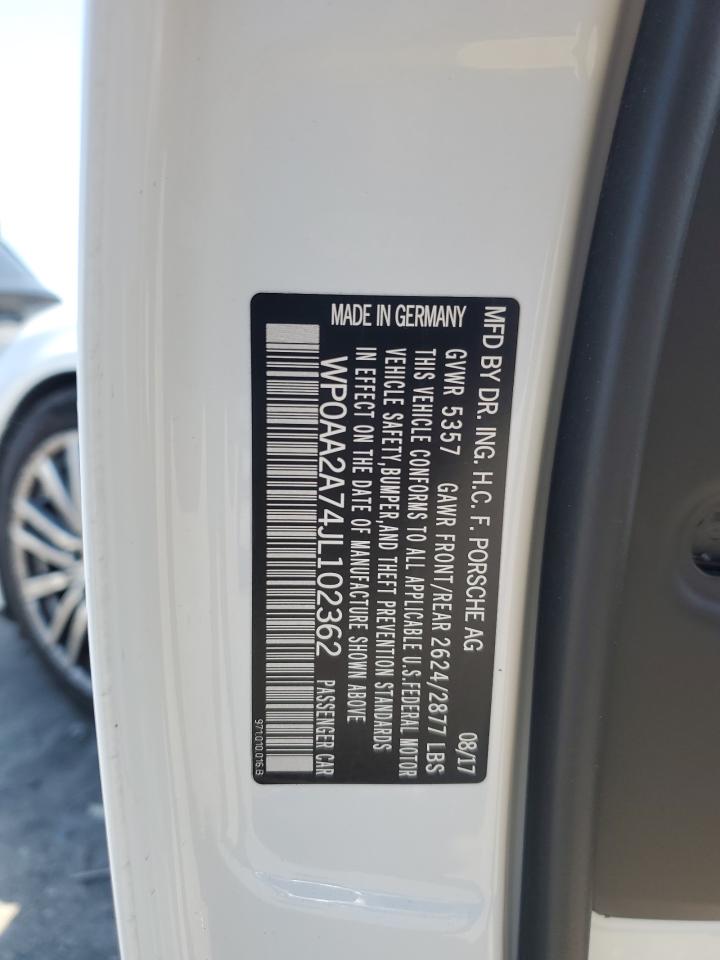 MFD BY DR. ING. H.C. F. PORSCHE AG
08/17
GVWR 5357 GAWR FRONT/REAR 2624/2877 LBS
THIS VEHICLE CONFORMS TO ALL APPLICABLE U.S.FEDERAL MOTOR
VEHICLE SAFETY,BUMPER,AND THEFT PREVENTION STANDARDS
IN EFFECT ON THE DATE OF MANUFACTURE SHOWN ABOVE
MADE IN GERMANY
WP0AA2A74JL102362
PASSENGER CAR
971.010.016.B